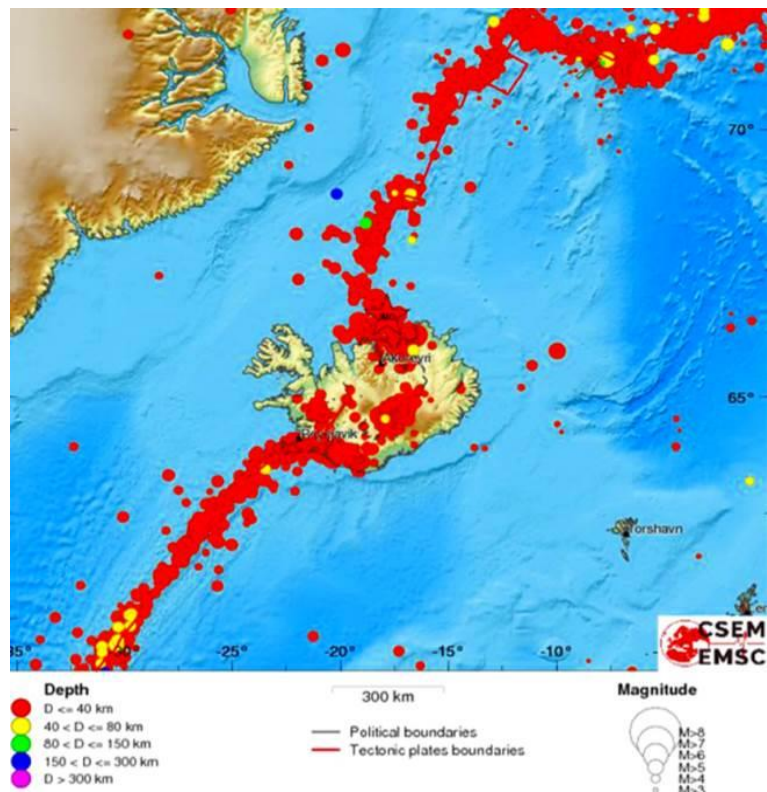 70°
Akureyri
65°
Reykjavik
Torshavn
-25°
-20°
-15°
-10°
-5°
CSEM
EMSC
Depth
D <= 40 km
40 < D <= 80 km
80 < D <= 150 km
150 < D <= 300 km
D > 300 km
300 km
Political boundaries
Tectonic plates boundaries
Magnitude
M>8
M>7
M>6
M>5
M>4
M>3